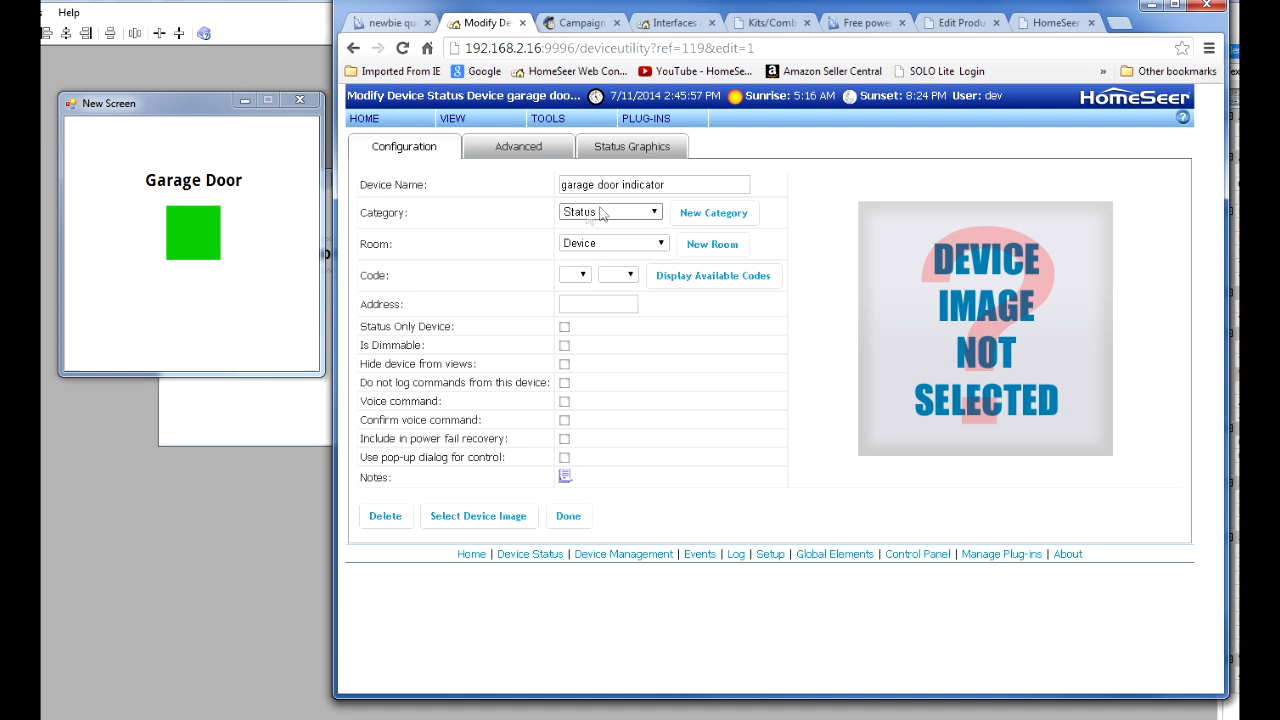 Help
New Screen
Garage Door
newbie qu
Modify De
Campaign
Interfaces
Kits/Comb
Free power
Edit Produ
HomeSeer
192.168.2.16:9996/deviceutility?ref=119&edit=1
Imported From IE
Google
HomeSeer Web Con...
YouTube - HomeSe...
Amazon Seller Central
SOLO Lite Login
»
Other bookmarks
Modify Device Status Device garage doo... 7/11/2014 2:45:57 PM Sunrise: 5:16 AM Sunset: 8:24 PM User: dev
HomeSeer
HOME VIEW TOOLS PLUG-INS
Configuration Advanced Status Graphics
Device Name: garage door indicator
Category: Status New Category
Room: Device New Room
Code: Display Available Codes
Address:
Status Only Device:
Is Dimmable:
Hide device from views:
Do not log commands from this device:
Voice command:
Confirm voice command:
Include in power fail recovery:
Use pop-up dialog for control:
Notes:
DEVICE
IMAGE
NOT
SELECTED
?
Delete Select Device Image Done
Home | Device Status | Device Management | Events | Log | Setup | Global Elements | Control Panel | Manage Plug-ins | About